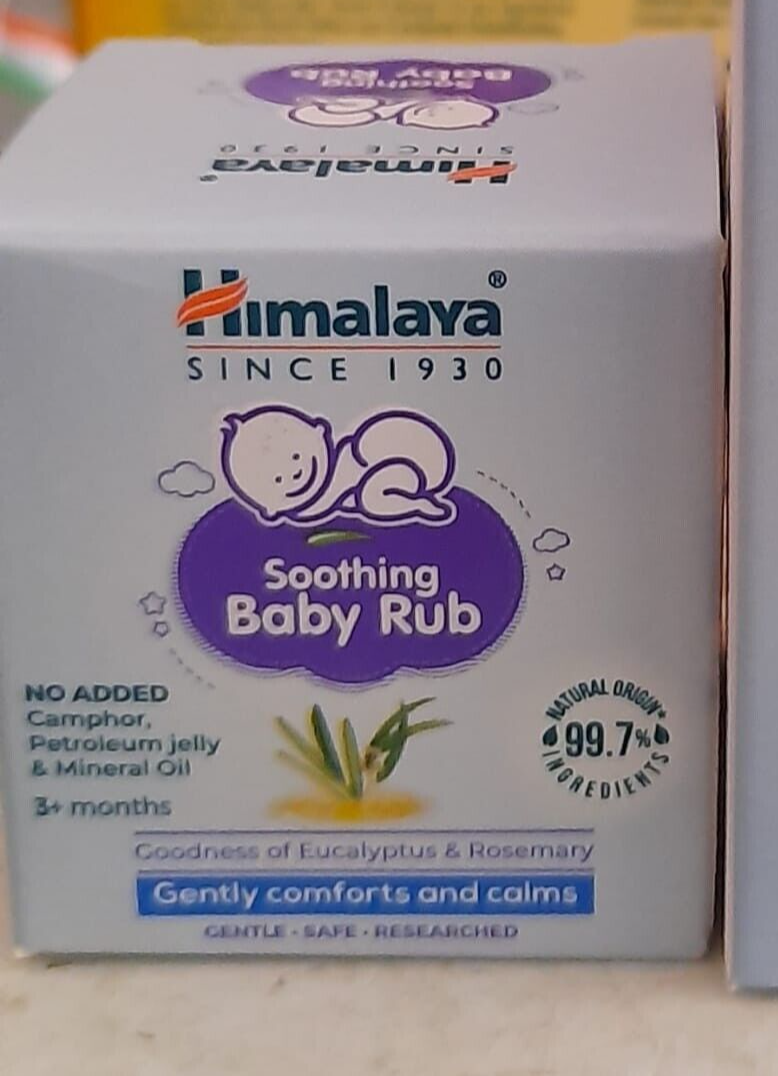 Soothing
Baby Rub
SINCE 1930
Himalaya
Himalaya®
SINCE 1930
Soothing
Baby Rub
NO ADDED
Camphor,
Petroleum jelly
& Mineral Oil
3+ months
NATURAL ORIGIN*
99.7%
INGREDIENTS
Goodness of Eucalyptus & Rosemary
Gently comforts and calms
GENTLE • SAFE • RESEARCHED